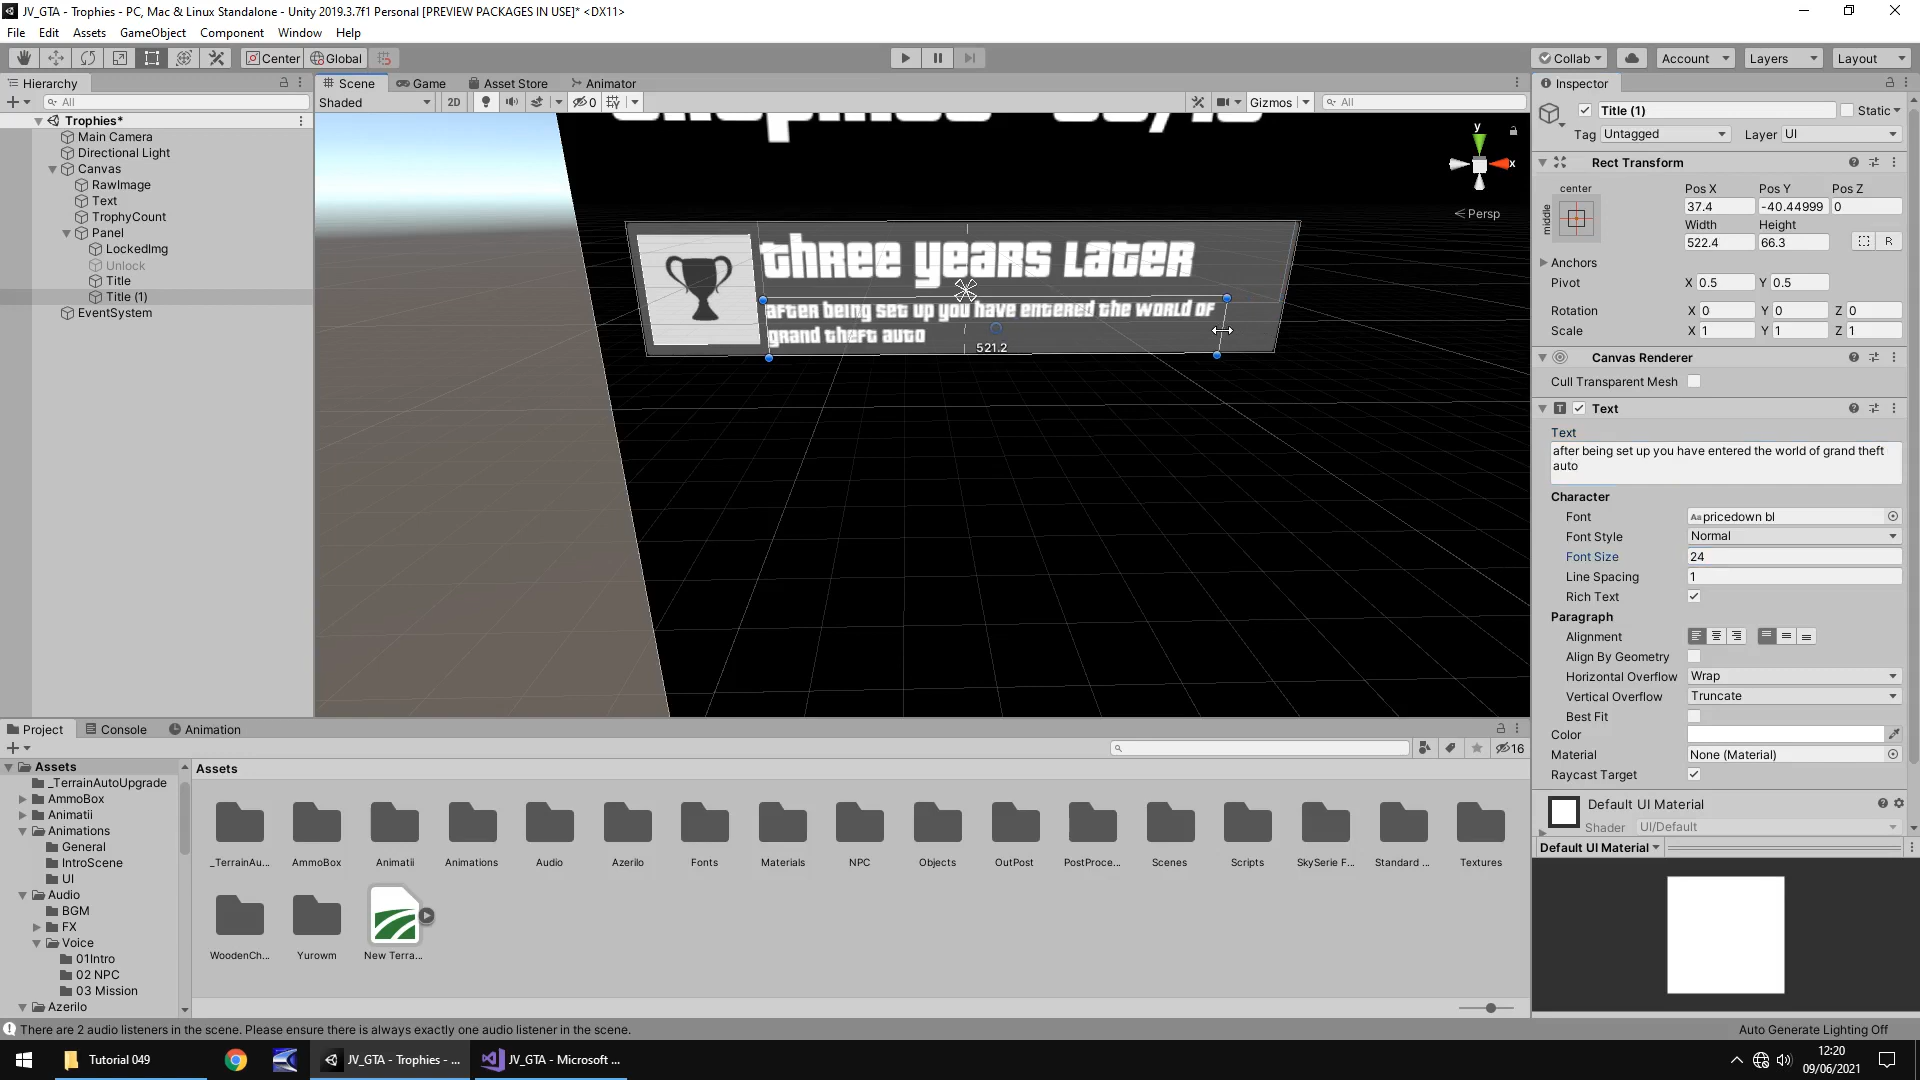 JV_GTA - Trophies - PC, Mac & Linux Standalone - Unity 2019.3.7f1 Personal [PREVIEW PACKAGES IN USE]* <DX11>
File Edit Assets GameObject Component Window Help
Center Global Collab Account Layers Layout
Hierarchy
All
Trophies*
Main Camera
Directional Light
Canvas
RawImage
Text
TrophyCount
Panel
LockedImg
Unlock
Title
Title (1)
EventSystem
Scene Game Asset Store Animator
Shaded 2D 0 Gizmos All
y
x
Persp
three years later
after being set up you have entered the world of
grand theft auto
521.2
Inspector
Title (1) Static
Tag Untagged Layer UI
Rect Transform
center
middle
Pos X Pos Y Pos Z
37.4 -40.44999 0
Width Height
522.4 66.3 R
Anchors
Pivot X 0.5 Y 0.5
Rotation X 0 Y 0 Z 0
Scale X 1 Y 1 Z 1
Canvas Renderer
Cull Transparent Mesh
Text
Text
after being set up you have entered the world of grand theft
auto
Character
Font Aa pricedown bl
Font Style Normal
Font Size 24
Line Spacing 1
Rich Text
Paragraph
Alignment
Align By Geometry
Horizontal Overflow Wrap
Vertical Overflow Truncate
Best Fit
Color
Material None (Material)
Raycast Target
Default UI Material
Shader UI/Default
Default UI Material
Project Console Animation
16
Assets
_TerrainAutoUpgrade
AmmoBox
Animatii
Animations
General
IntroScene
UI
Audio
BGM
FX
Voice
01Intro
02 NPC
03 Mission
Azerilo
Assets
_TerrainAu... AmmoBox Animatii Animations Audio Azerilo Fonts Materials NPC Objects OutPost PostProce... Scenes Scripts SkySerie F... Standard ... Textures
WoodenCh... Yurowm New Terra...
There are 2 audio listeners in the scene. Please ensure there is always exactly one audio listener in the scene.
Auto Generate Lighting Off
Tutorial 049 JV_GTA - Trophies - ... JV_GTA - Microsoft ...
12:20
09/06/2021